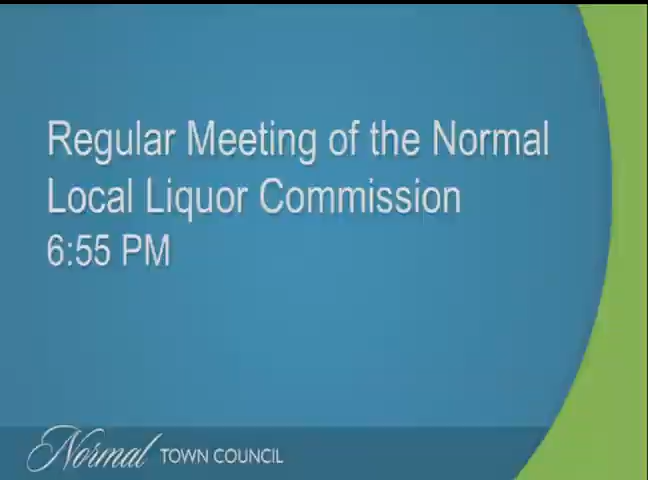 Regular Meeting of the Normal
Local Liquor Commission
6:55 PM
Normal TOWN COUNCIL